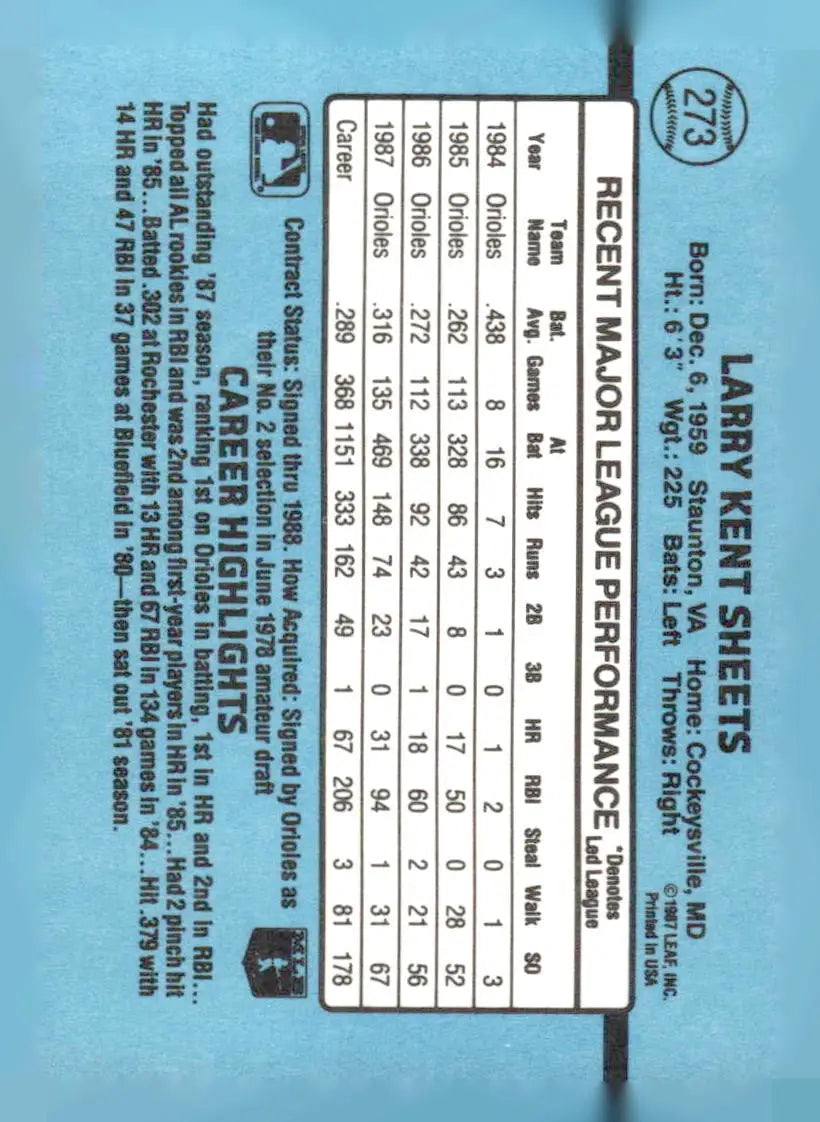 273
LARRY KENT SHEETS
Born: Dec. 6, 1959 Staunton, VA Home: Cockeysville, MD
Ht.: 6'3" Wgt.: 225 Bats: Left Throws: Right
©1987 LEAF, INC.
Printed in USA
RECENT MAJOR LEAGUE PERFORMANCE *Denotes Led League
Year Team Name Bat. Avg. Games At Bat Hits Runs 2B 3B HR RBI Steal Walk SO
1984 Orioles .438 8 16 7 3 1 0 1 2 0 1 3
1985 Orioles .262 113 328 86 43 8 0 17 50 0 28 52
1986 Orioles .272 112 338 92 42 17 1 18 60 2 21 56
1987 Orioles .316 135 469 148 74 23 0 31 94 1 31 67
Career .289 368 1151 333 162 49 1 67 206 3 81 178
Contract Status: Signed thru 1988. How Acquired: Signed by Orioles as
their No. 2 selection in June 1978 amateur draft
MLB
CAREER HIGHLIGHTS
Had outstanding '87 season, ranking 1st on Orioles in batting, 1st in HR and 2nd in RBI...
Topped all AL rookies in RBI and was 2nd among first-year players in HR in '85...Had 2 pinch hit
HR in '85...Batted .302 at Rochester with 13 HR and 67 RBI in 134 games in '84...Hit .379 with
14 HR and 47 RBI in 37 games at Bluefield in '80—then sat out '81 season.